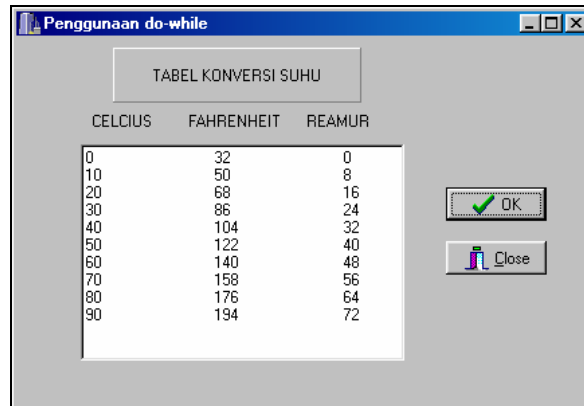 Penggunaan do-while
TABEL KONVERSI SUHU
CELCIUS FAHRENHEIT REAMUR
0 32 0
10 50 8
20 68 16
30 86 24
40 104 32
50 122 40
60 140 48
70 158 56
80 176 64
90 194 72
OK
Close